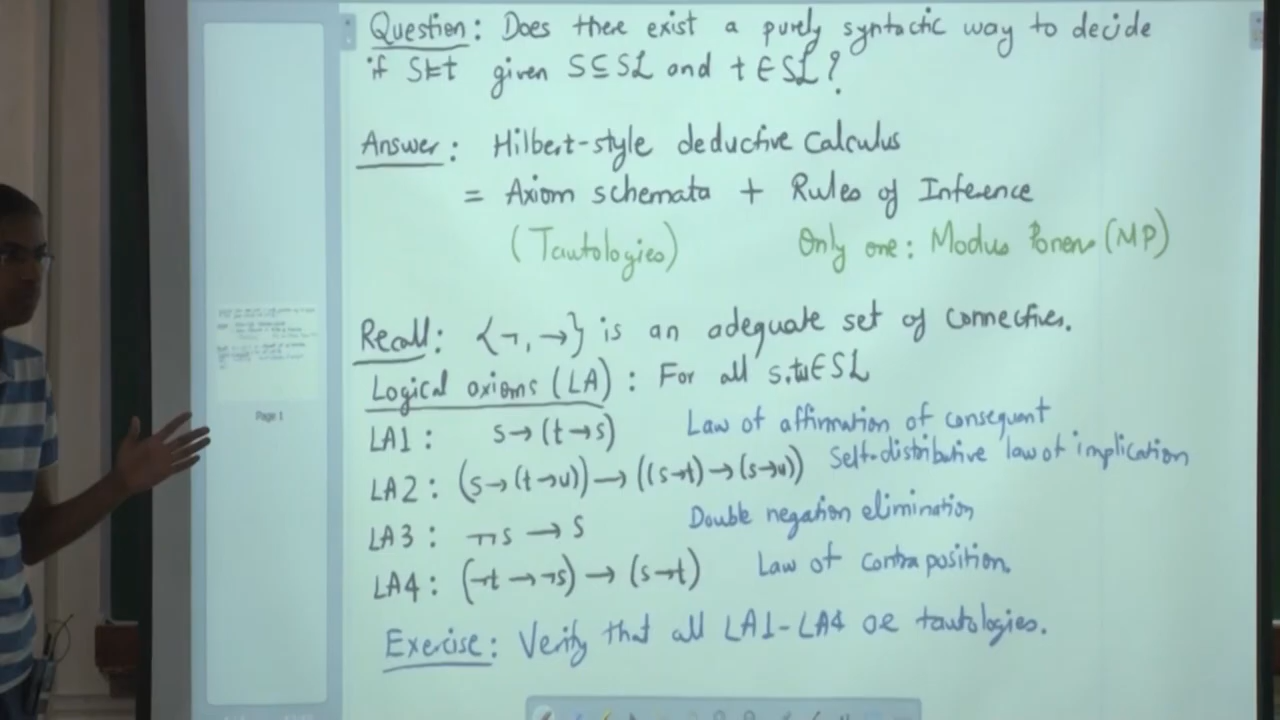 Question: Does there exist a purely syntactic way to decide
if S⊨t given S⊆SL and t∈SL?
Answer: Hilbert-style deductive Calculus
= Axiom schemata + Rules of Inference
(Tautologies) Only one: Modus Ponens (MP)
Recall: {¬, →} is an adequate set of connectives.
Logical axioms (LA): For all s,t,u∈SL
LA1: s→(t→s) Law of affirmation of consequent
LA2: (s→(t→u))→((s→t)→(s→u)) Self-distributive law of implication
LA3: ¬¬s→s Double negation elimination
LA4: (¬t→¬s)→(s→t) Law of contraposition.
Exercise: Verify that all LA1-LA4 are tautologies.
Page 1